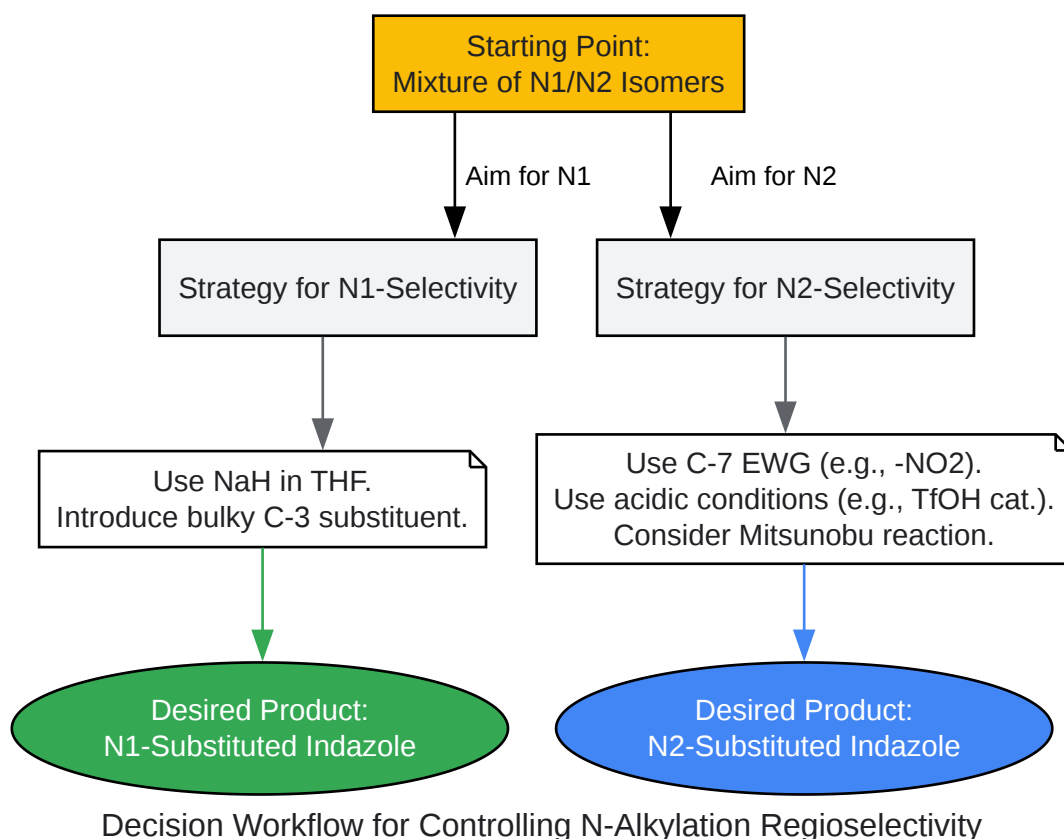 Starting Point:
Mixture of N1/N2 Isomers
Aim for N1
Aim for N2
Strategy for N1-Selectivity
Strategy for N2-Selectivity
Use NaH in THF.
Introduce bulky C-3 substituent.
Use C-7 EWG (e.g., -NO2).
Use acidic conditions (e.g., TfOH cat.).
Consider Mitsunobu reaction.
Desired Product:
N1-Substituted Indazole
Desired Product:
N2-Substituted Indazole
Decision Workflow for Controlling N-Alkylation Regioselectivity